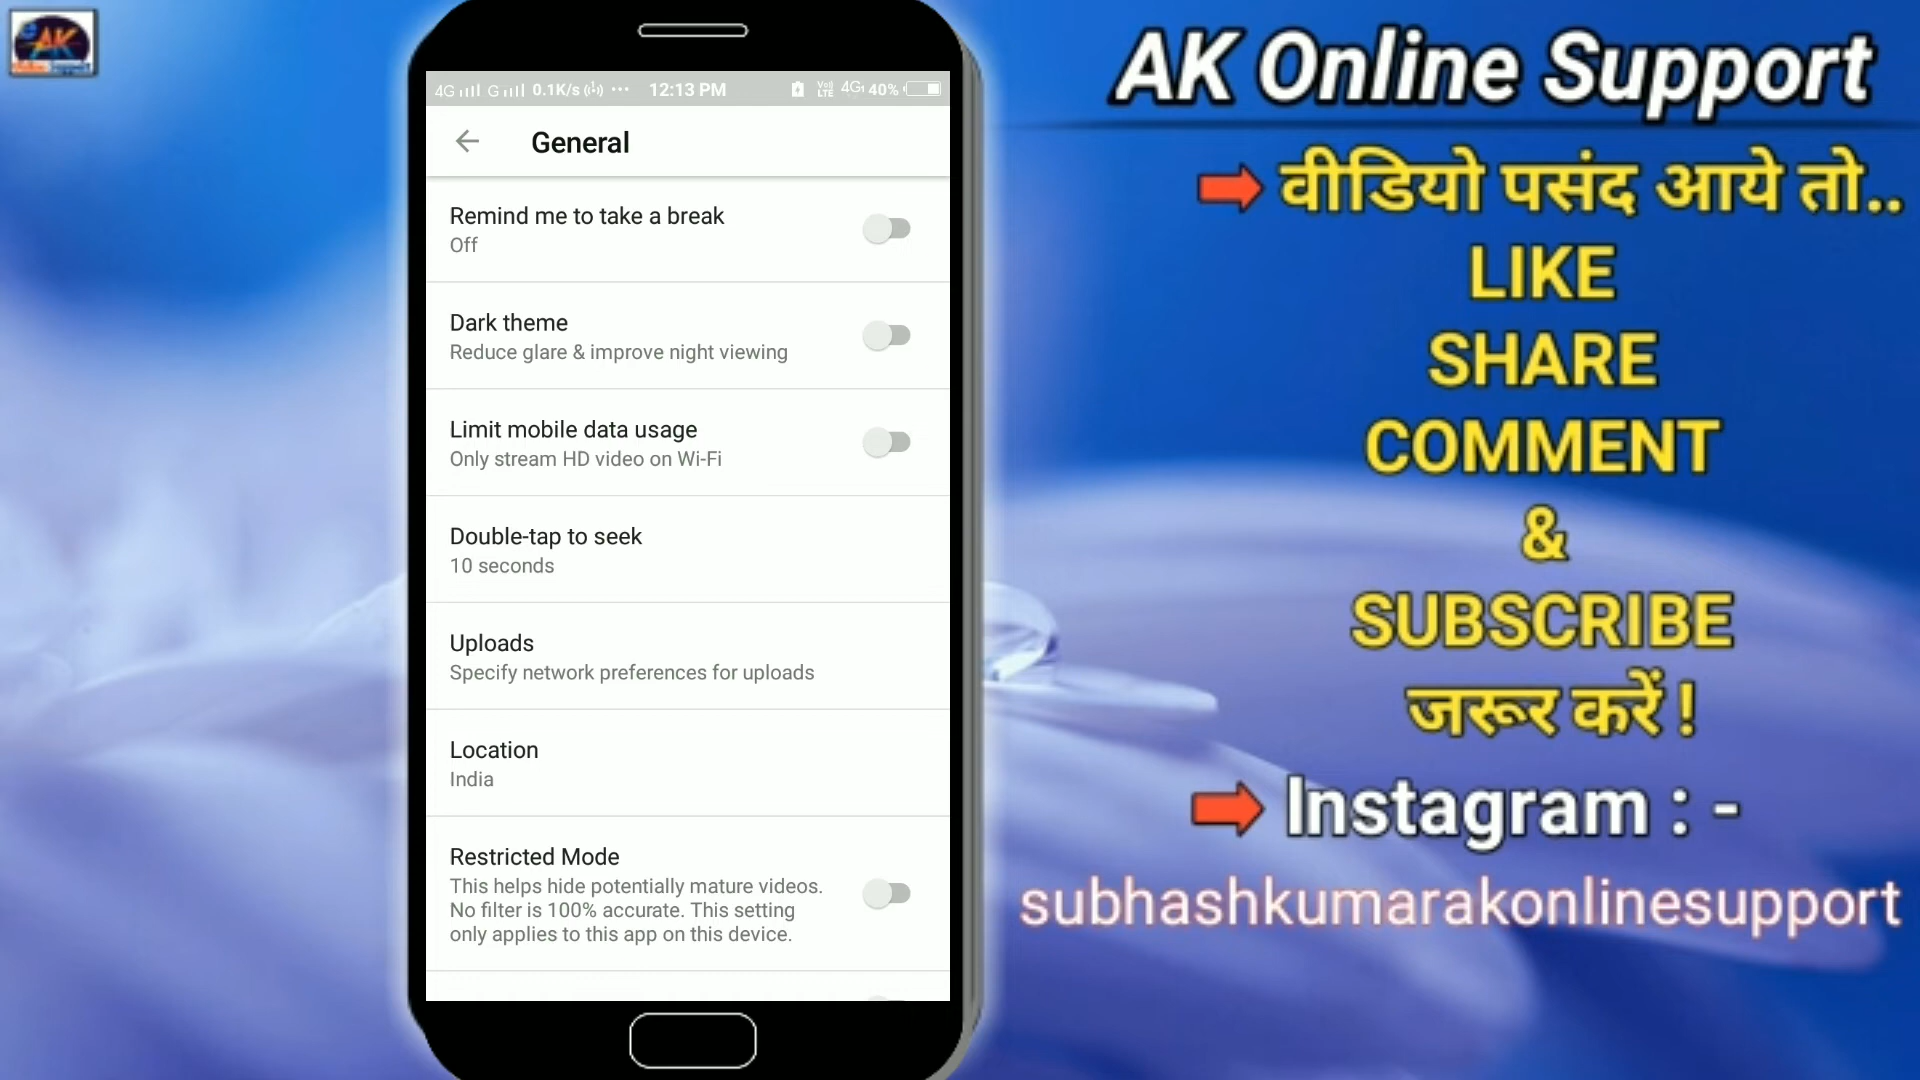 AK
4G G 0.1K/s ... 12:13 PM VoLTE 4G 40%
General
Remind me to take a break
Off
Dark theme
Reduce glare & improve night viewing
Limit mobile data usage
Only stream HD video on Wi-Fi
Double-tap to seek
10 seconds
Uploads
Specify network preferences for uploads
Location
India
Restricted Mode
This helps hide potentially mature videos.
No filter is 100% accurate. This setting
only applies to this app on this device.
AK Online Support
वीडियो पसंद आये तो..
LIKE
SHARE
COMMENT
&
SUBSCRIBE
जरूर करें !
Instagram : -
subhashkumarakonlinesupport